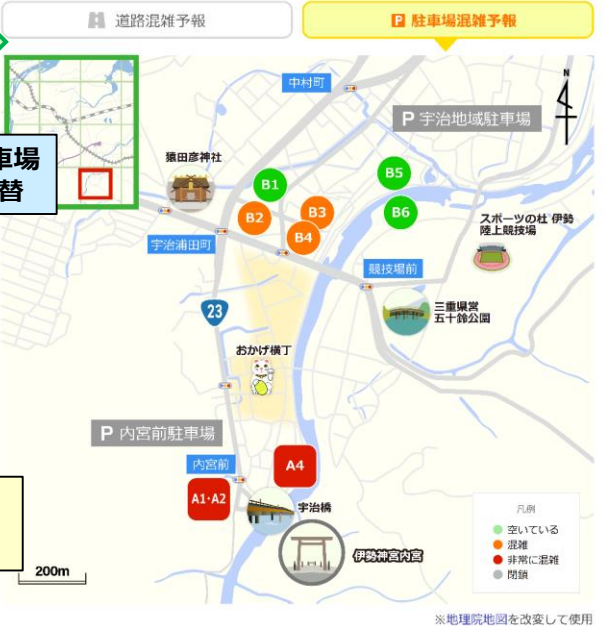 道路混雑予報
P 駐車場混雑予報
中村町
N
P 宇治地域駐車場
車場
替
猿田彦神社
B1
B5
B2
B3
B6
B4
スポーツの杜 伊勢
陸上競技場
宇治浦田町
競技場前
23
三重県営
五十鈴公園
おかげ横丁
P 内宮前駐車場
内宮前
A4
A1・A2
宇治橋
伊勢神宮内宮
凡例
空いている
混雑
非常に混雑
閉鎖
200m
※地理院地図を改変して使用